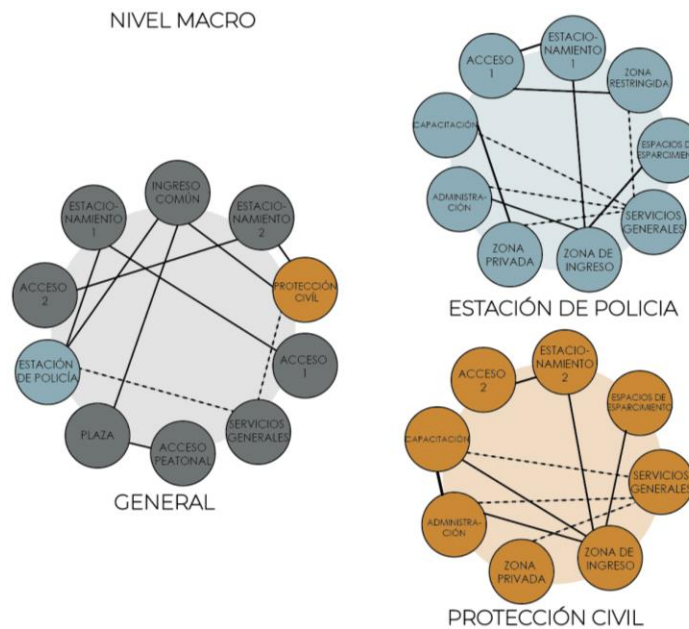 NIVEL MACRO
INGRESO
COMÚN
ESTACIO-
NAMIENTO
1
ESTACIO-
NAMIENTO
2
ACCESO
2
PROTECCIÓN
CIVÍL
ESTACIÓN
DE POLICÍA
ACCESO
1
PLAZA
ACCESO
PEATONAL
SERVICIOS
GENERALES
GENERAL
ESTACIO-
NAMIENTO
1
ACCESO
1
ZONA
RESTRINGIDA
CAPACITACIÓN
ESPACIOS DE
ESPARCIMIENTO
ADMINISTRA-
CIÓN
SERVICIOS
GENERALES
ZONA
PRIVADA
ZONA DE
INGRESO
ESTACIÓN DE POLICIA
ESTACIO-
NAMIENTO
2
ACCESO
2
ESPACIOS DE
ESPARCIMIENTO
CAPACITACIÓN
SERVICIOS
GENERALES
ADMINISTRA-
CIÓN
ZONA
PRIVADA
ZONA DE
INGRESO
PROTECCIÓN CIVIL